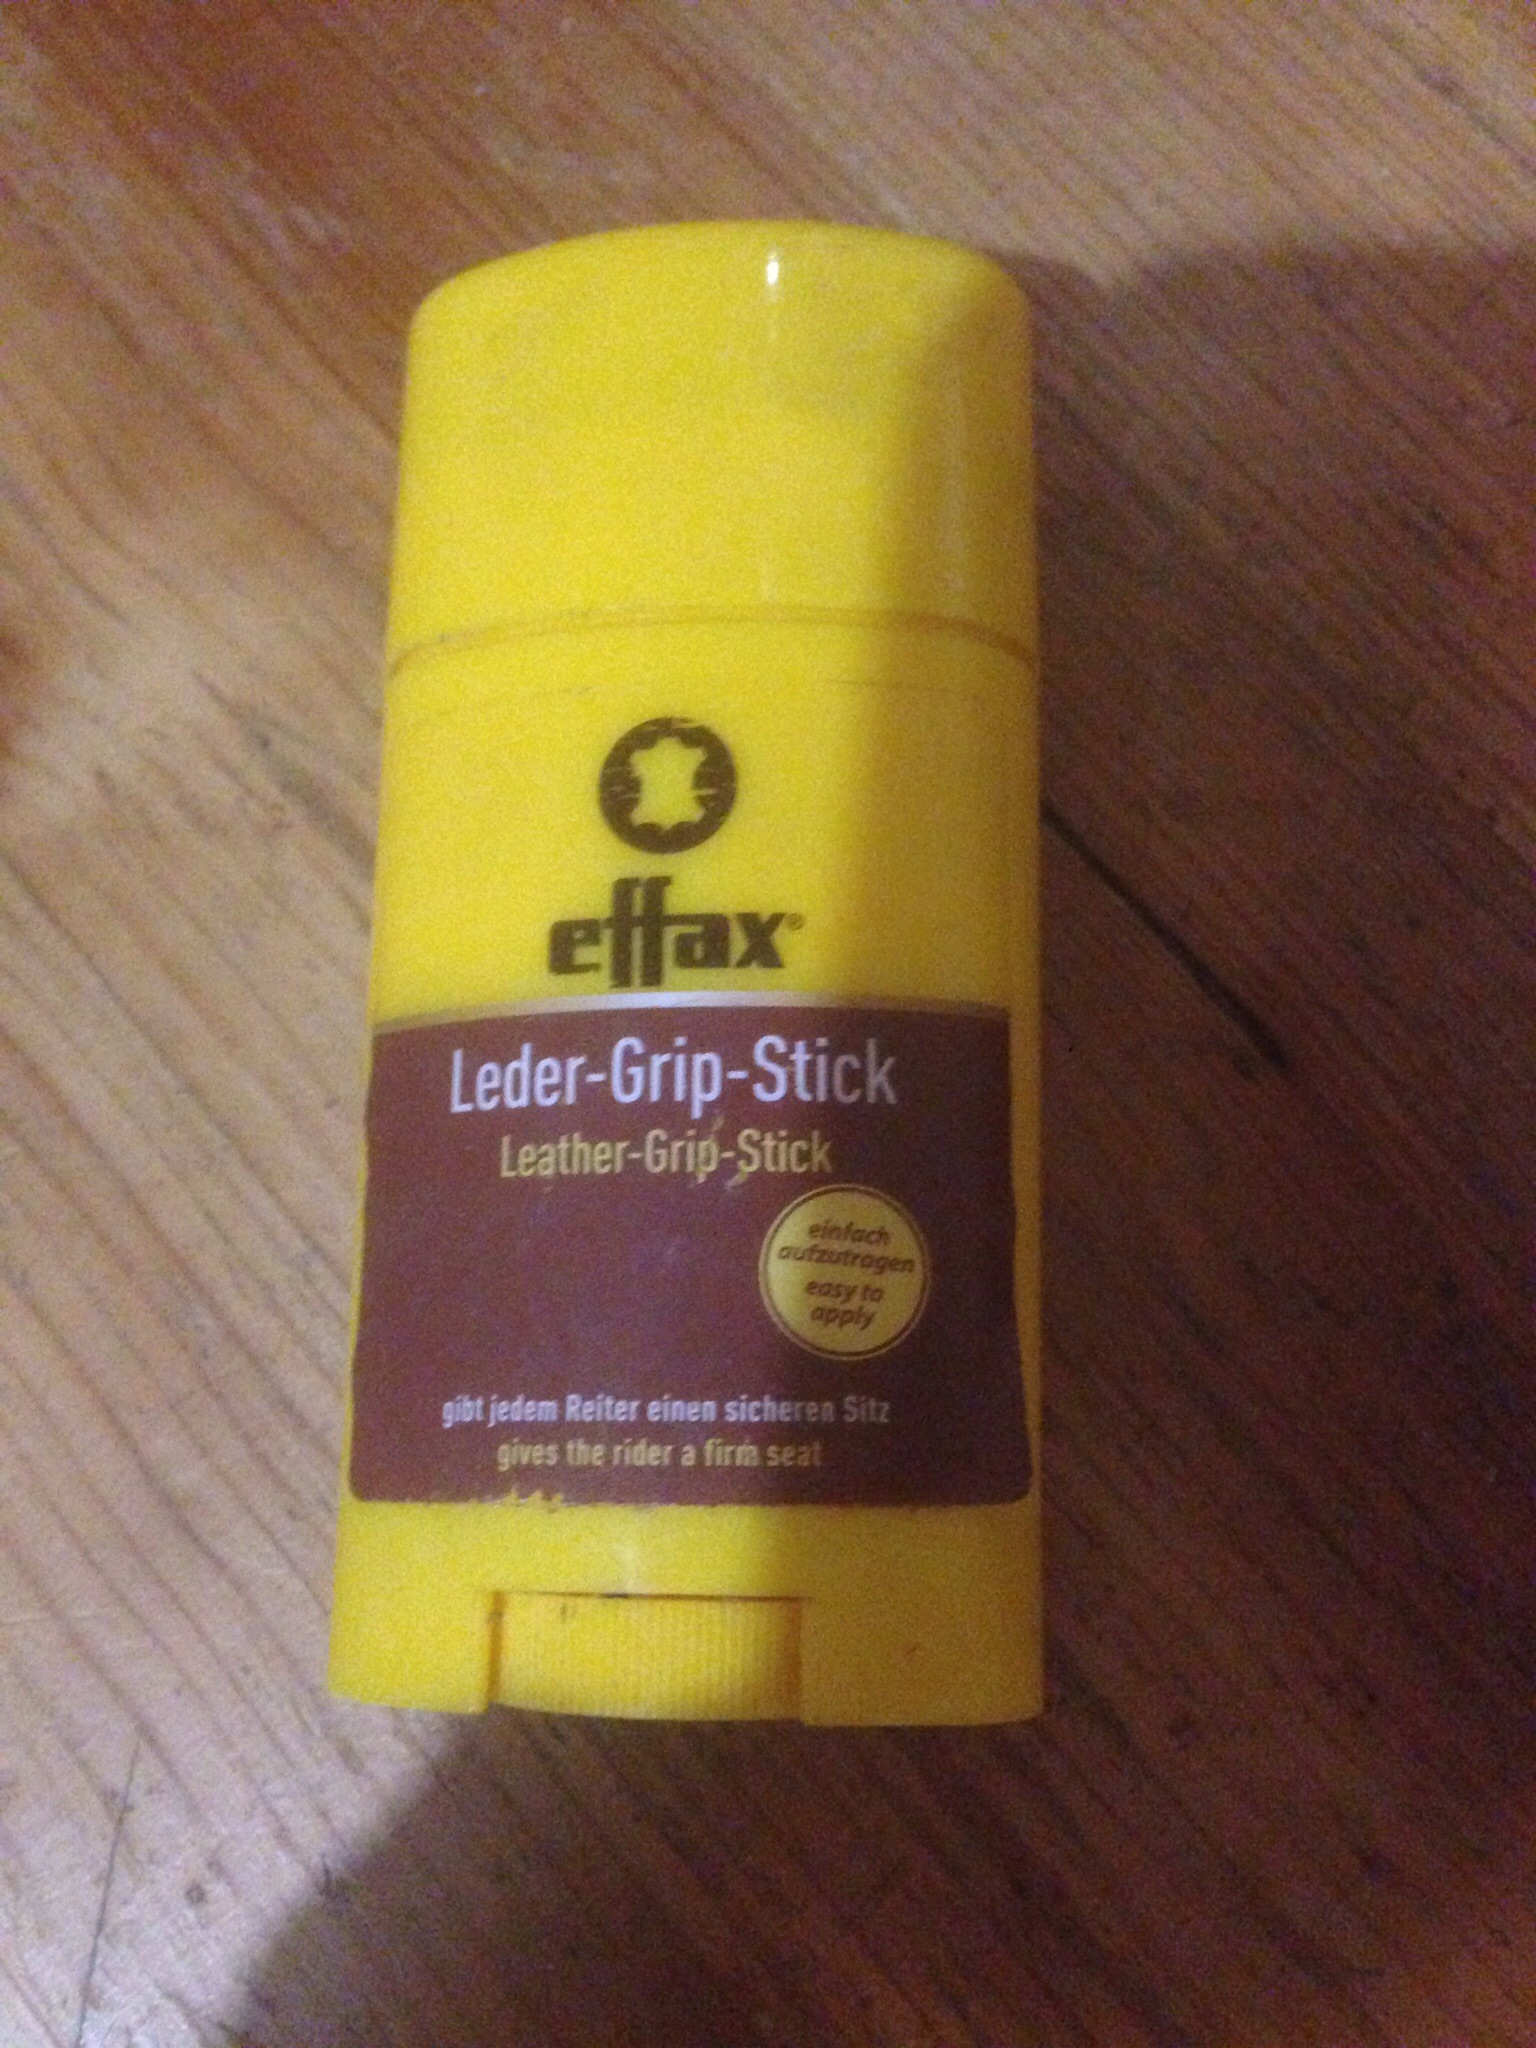 effax®
Leder-Grip-Stick
Leather-Grip-Stick
einfach
aufzutragen
easy to
apply
gibt jedem Reiter einen sicheren Sitz
gives the rider a firm seat